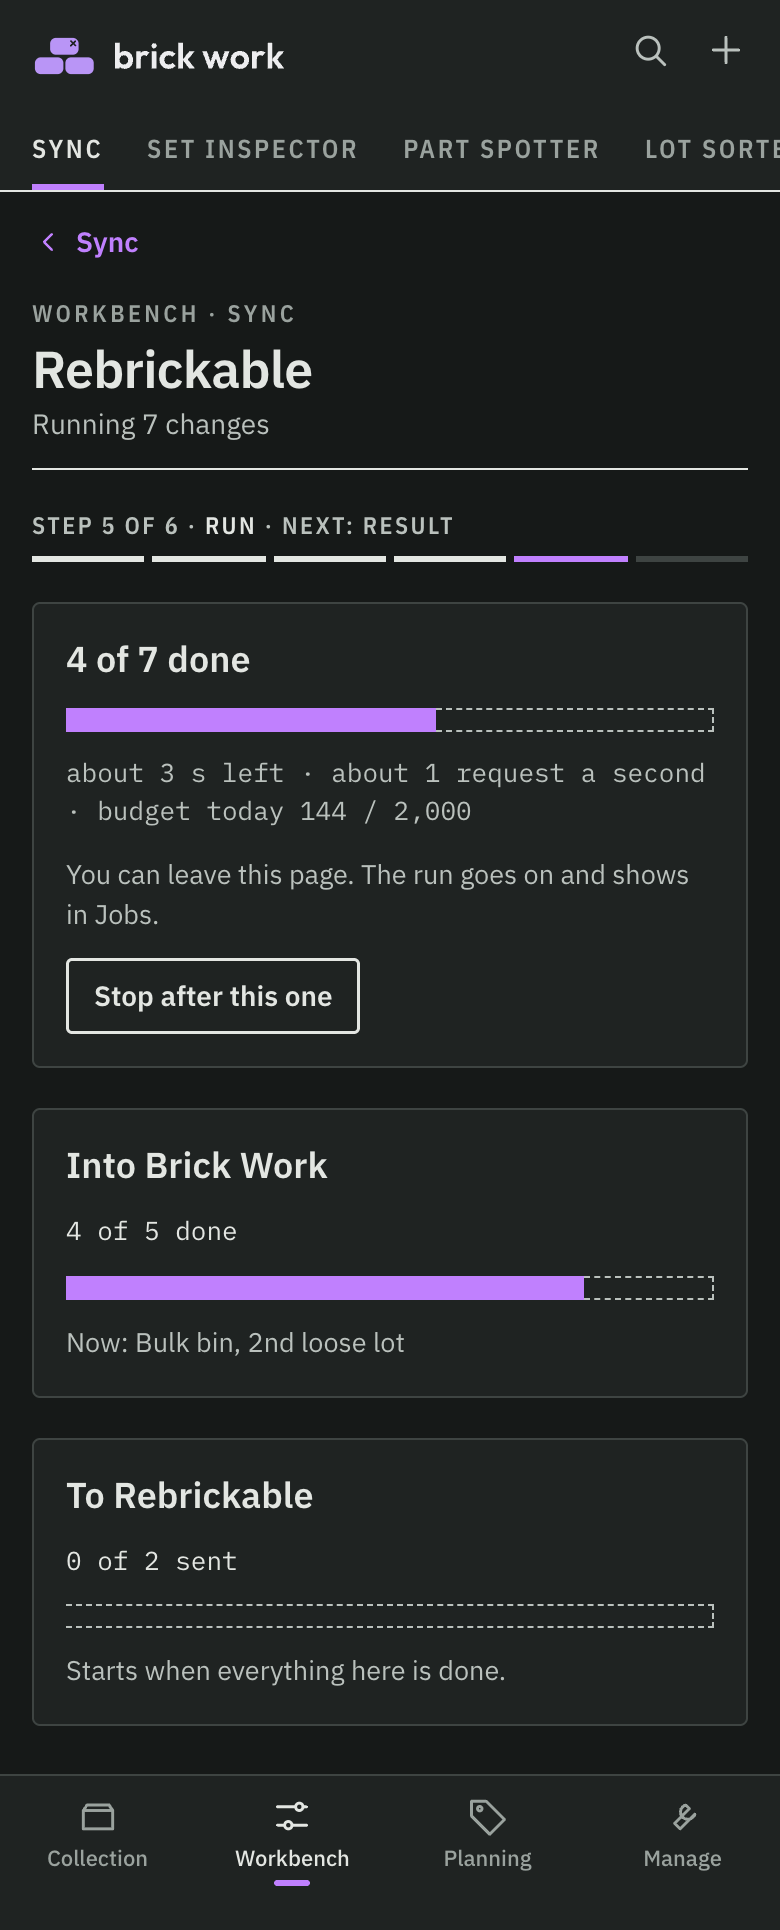 brick work
SYNC SET INSPECTOR PART SPOTTER LOT SORTE
Sync
WORKBENCH · SYNC
Rebrickable
Running 7 changes
STEP 5 OF 6 · RUN · NEXT: RESULT
4 of 7 done
about 3 s left · about 1 request a second
· budget today 144 / 2,000
You can leave this page. The run goes on and shows
in Jobs.
Stop after this one
Into Brick Work
4 of 5 done
Now: Bulk bin, 2nd loose lot
To Rebrickable
0 of 2 sent
Starts when everything here is done.
Collection Workbench Planning Manage